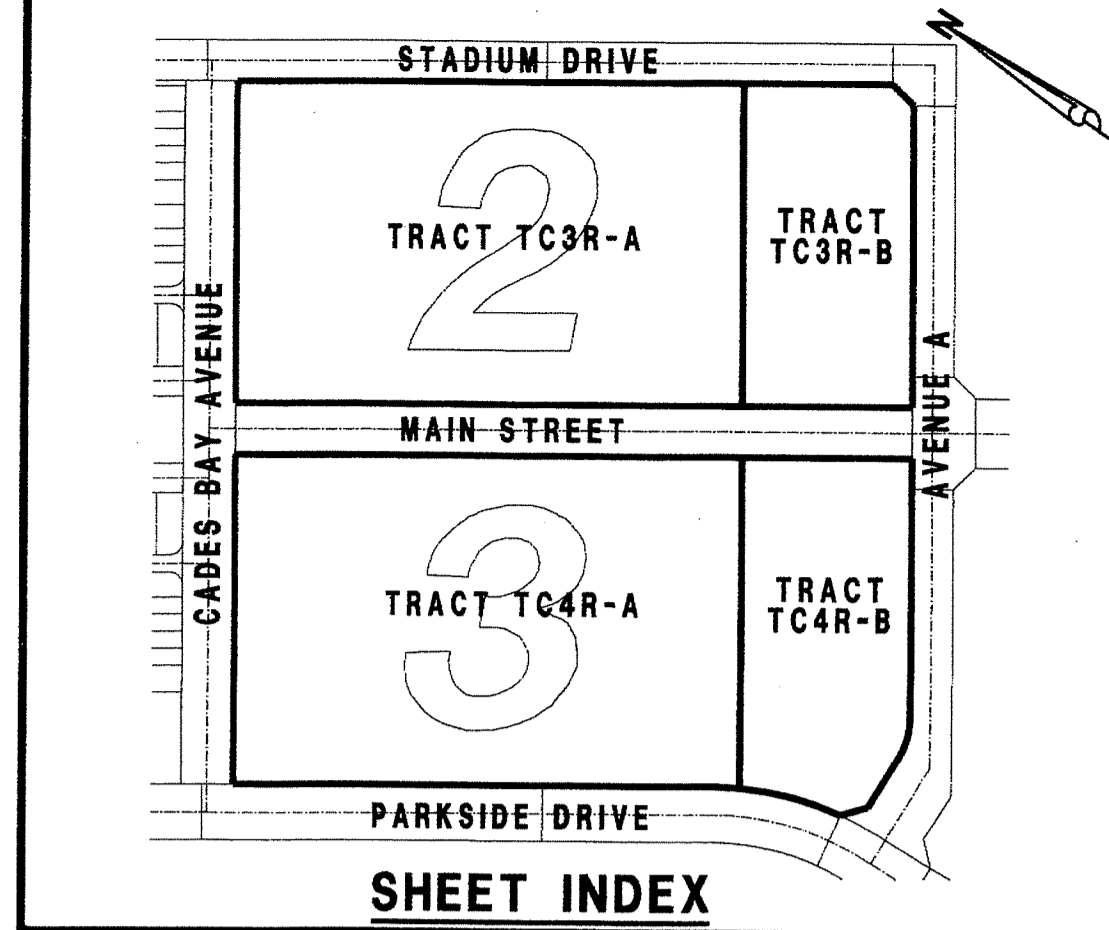 N
STADIUM DRIVE
2
TRACT TC3R-A
TRACT
TC3R-B
CADES BAY AVENUE
MAIN STREET
AVENUE A
3
TRACT TC4R-A
TRACT
TC4R-B
PARKSIDE DRIVE
SHEET INDEX